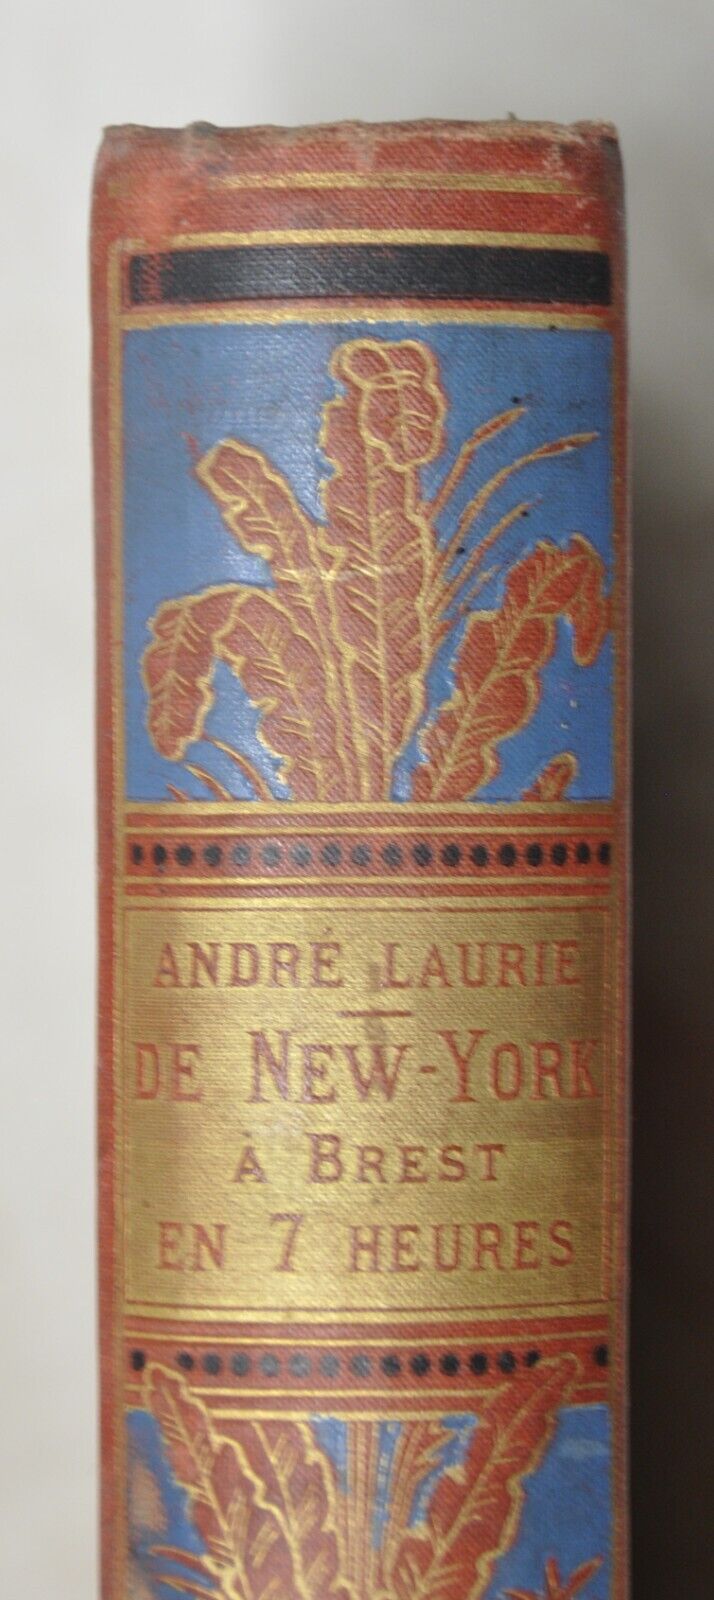 ANDRÉ LAURIE
DE NEW-YORK
À BREST
EN 7 HEURES